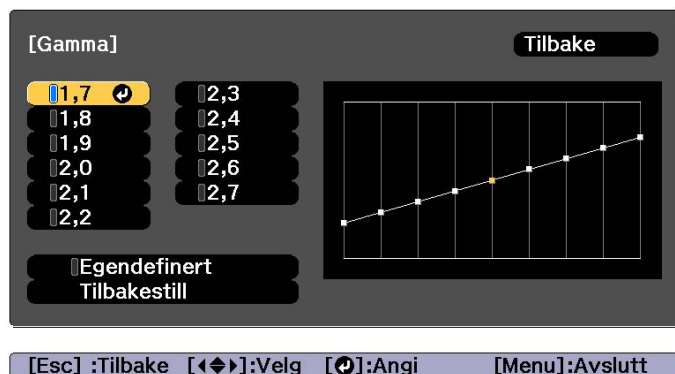 [Gamma]
Tilbake
1,7
1,8
1,9
2,0
2,1
2,2
2,3
2,4
2,5
2,6
2,7
Egendefinert
Tilbakestill
[Esc] :Tilbake [◀◆▶]:Velg [↵]:Angi [Menu]:Avslutt